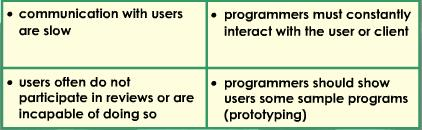 • communication with users
are slow
• programmers must constantly
interact with the user or client
• users often do not
participate in reviews or are
incapable of doing so
• programmers should show
users some sample programs
(prototyping)